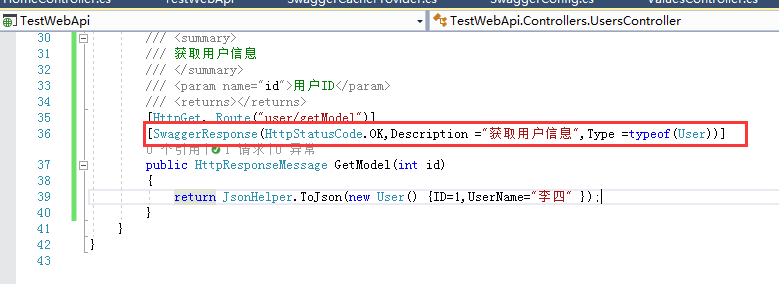 HomeController.cs TestWebApi SwaggerCacheProvider.cs SwaggerConfig.cs ValuesController.cs
TestWebApi TestWebApi.Controllers.UsersController
30 /// <summary>
31 /// 获取用户信息
32 /// </summary>
33 /// <param name="id">用户ID</param>
34 /// <returns></returns>
35 [HttpGet, Route("user/getModel")]
36 [SwaggerResponse(HttpStatusCode.OK,Description ="获取用户信息",Type =typeof(User))]
0 个引用|1 请求|0 异常
37 public HttpResponseMessage GetModel(int id)
38 {
39 return JsonHelper.ToJson(new User() {ID=1,UserName="李四" });
40 }
41 }
42 }
43